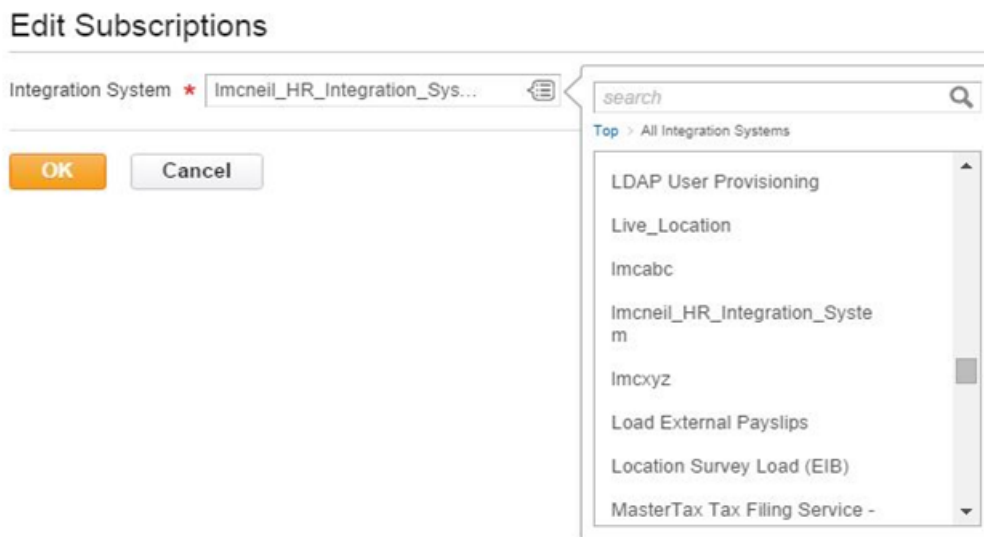 Edit Subscriptions
Integration System * lmcneil_HR_Integration_Sys...
search
Top > All Integration Systems
OK Cancel
LDAP User Provisioning
Live_Location
lmcabc
lmcneil_HR_Integration_Syste
m
lmcxyz
Load External Payslips
Location Survey Load (EIB)
MasterTax Tax Filing Service -